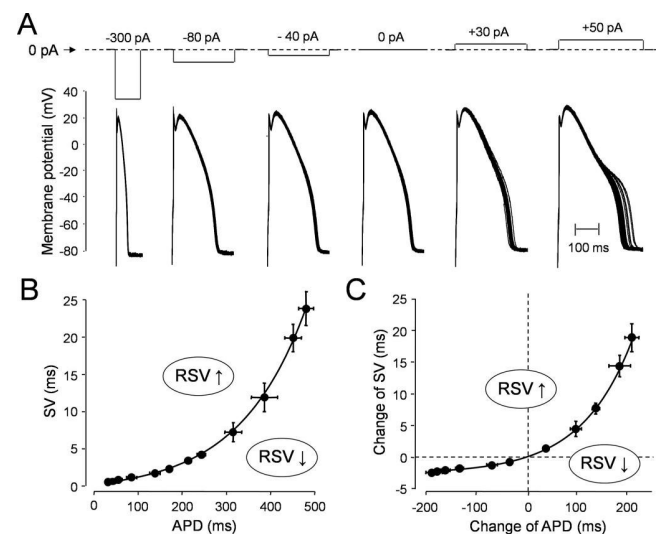 A
-300 pA -80 pA - 40 pA 0 pA +30 pA +50 pA
0 pA
Membrane potential (mV)
40
20
0
-20
-40
-60
-80
100 ms
B
SV (ms)
25
20
15
10
5
0
RSV ↑
RSV ↓
0 100 200 300 400 500
APD (ms)
C
Change of SV (ms)
25
20
15
10
5
0
-5
RSV ↑
RSV ↓
-200 -100 0 100 200
Change of APD (ms)